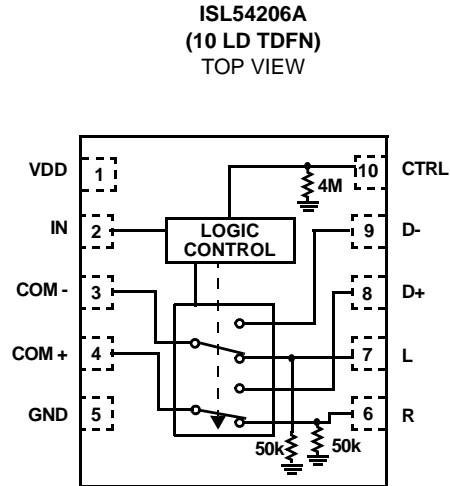 ISL54206A
(10 LD TDFN)
TOP VIEW
VDD 1 10 CTRL
4M
IN 2 LOGIC CONTROL 9 D-
COM - 3 8 D+
COM + 4 7 L
GND 5 6 R
50k 50k